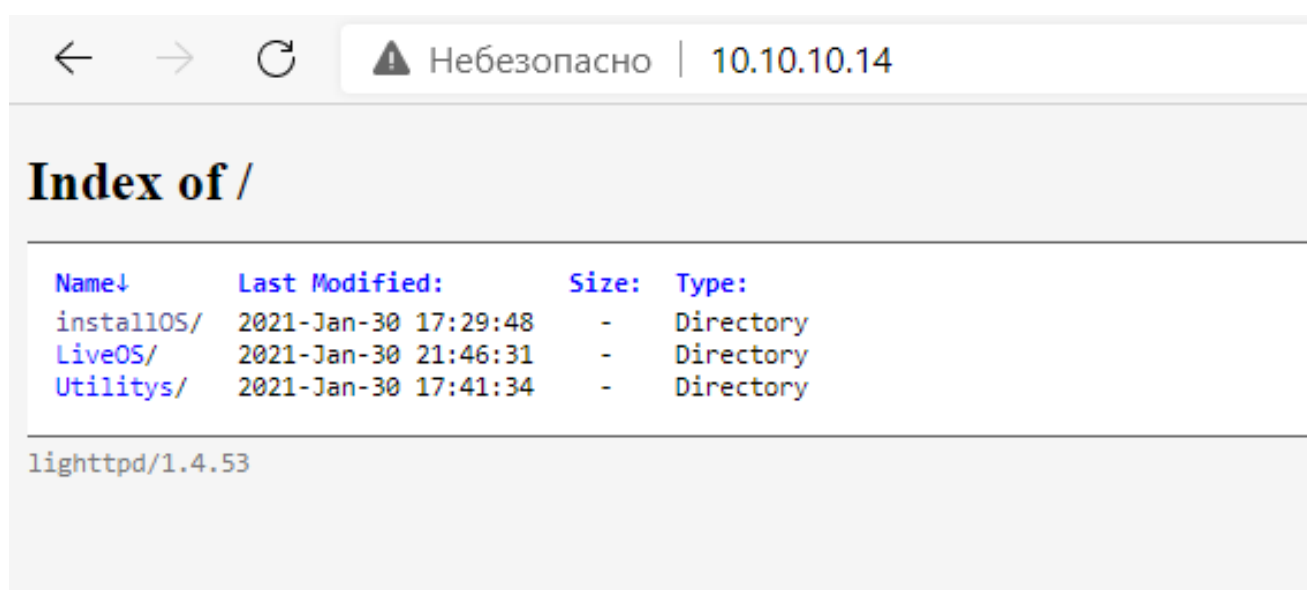 Небезопасно | 10.10.10.14
Index of /
Name↓ Last Modified: Size: Type:
installOS/ 2021-Jan-30 17:29:48 - Directory
LiveOS/ 2021-Jan-30 21:46:31 - Directory
Utilitys/ 2021-Jan-30 17:41:34 - Directory
lighttpd/1.4.53